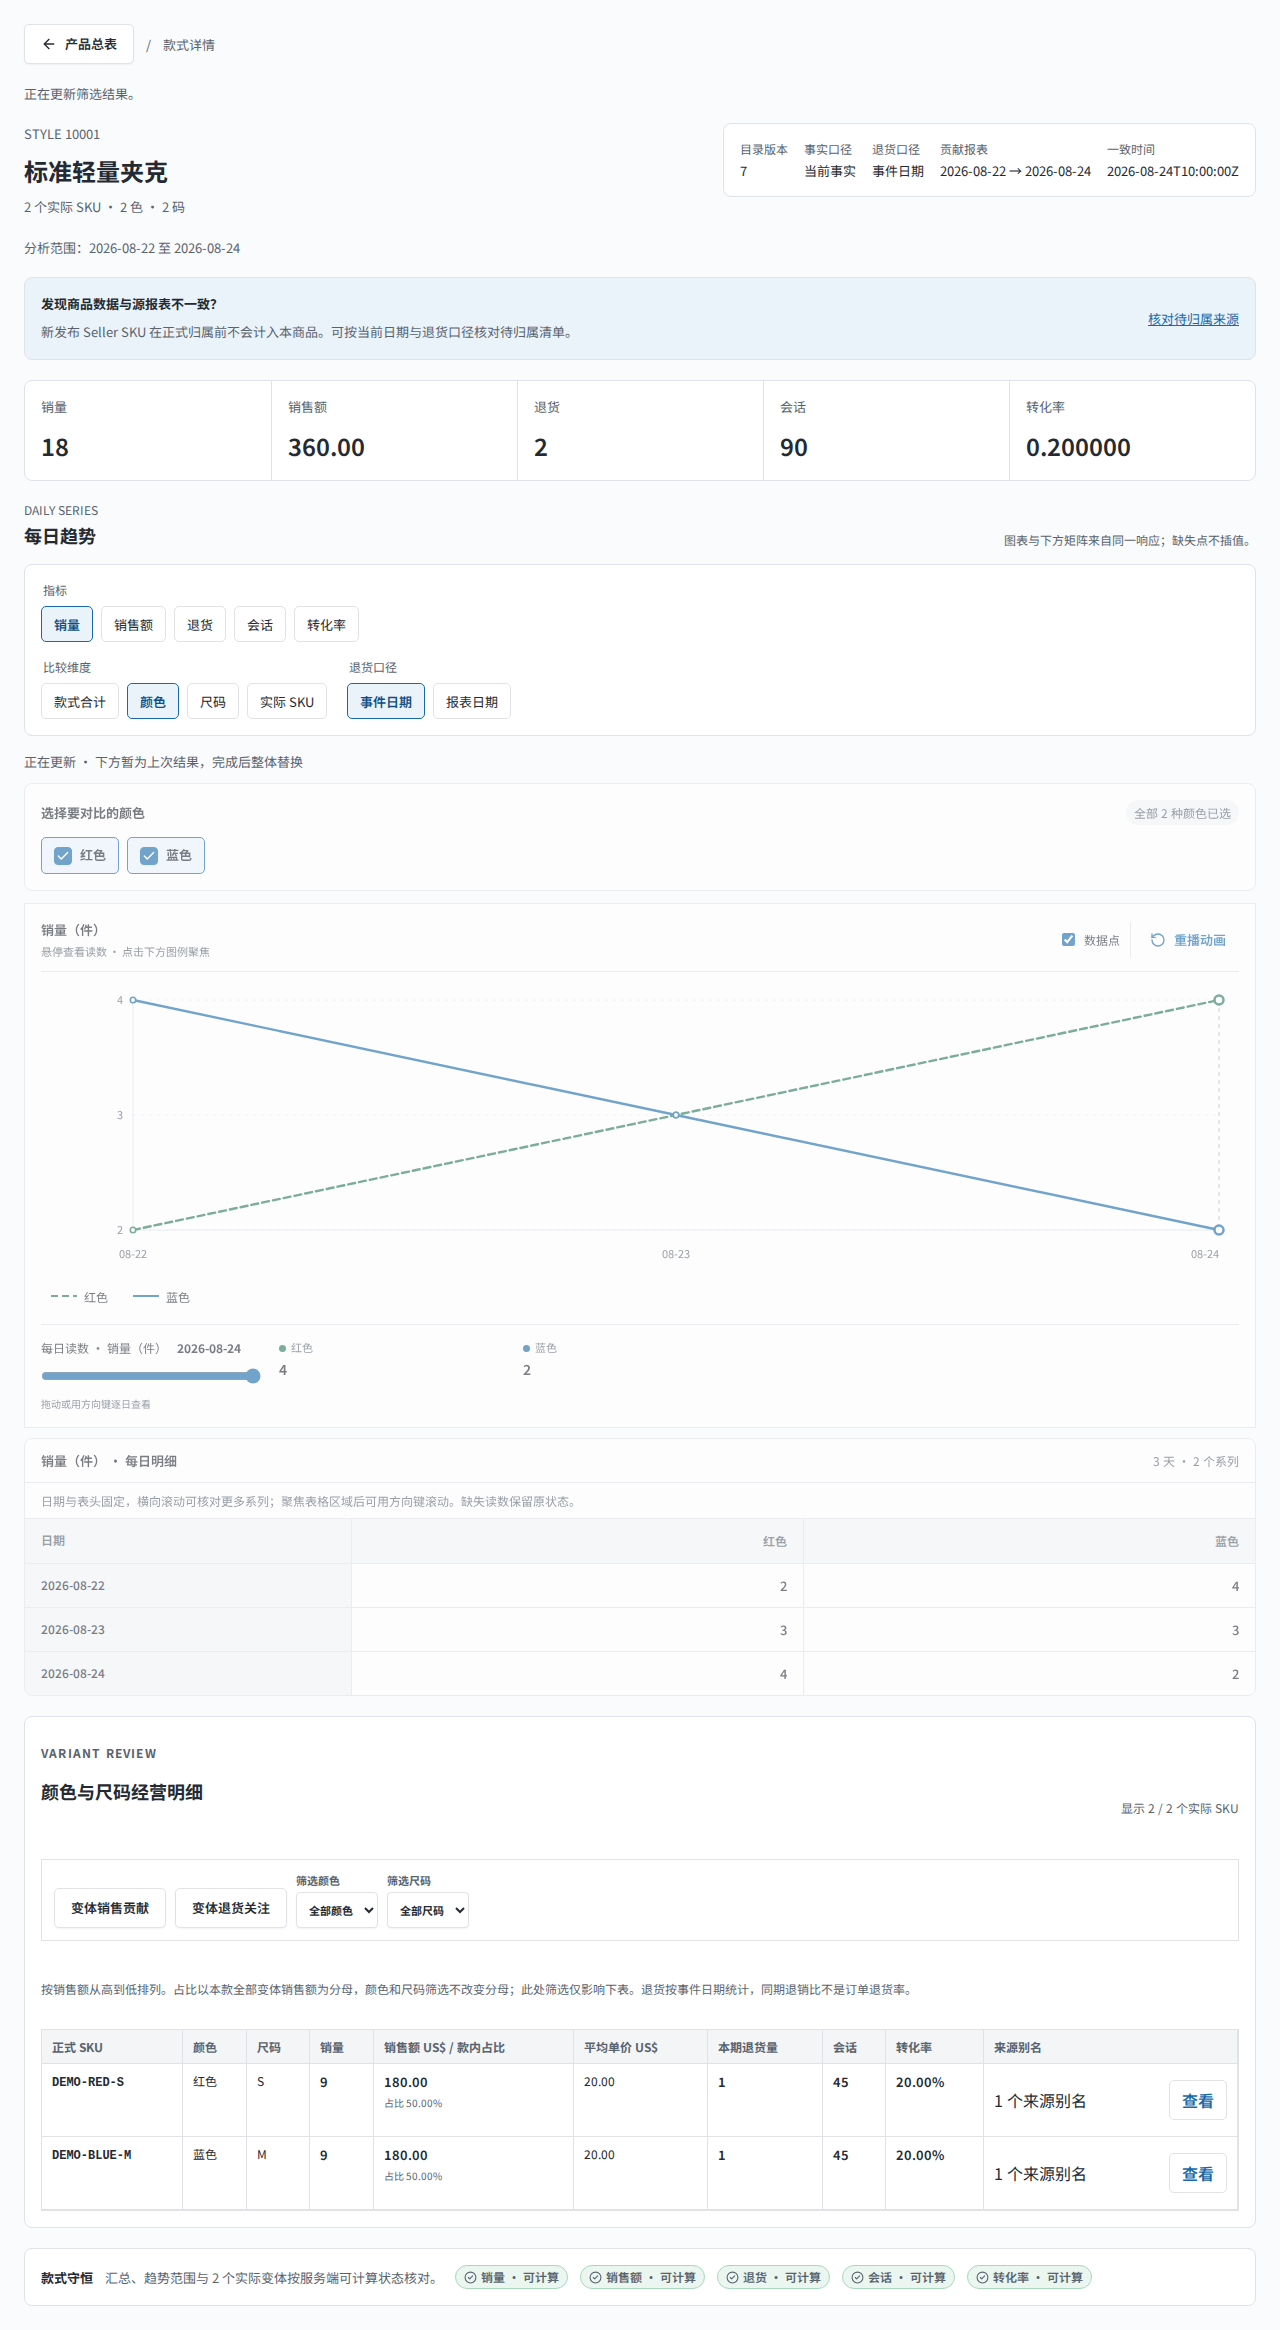 产品总表 / 款式详情
正在更新筛选结果。
STYLE 10001
标准轻量夹克
2 个实际 SKU · 2 色 · 2 码
目录版本 事实口径 退货口径 贡献报表 一致时间
7 当前事实 事件日期 2026-08-22 → 2026-08-24 2026-08-24T10:00:00Z
分析范围：2026-08-22 至 2026-08-24
发现商品数据与源报表不一致？
新发布 Seller SKU 在正式归属前不会计入本商品。可按当前日期与退货口径核对待归属清单。
核对待归属来源
销量 销售额 退货 会话 转化率
18 360.00 2 90 0.200000
DAILY SERIES
每日趋势
图表与下方矩阵来自同一响应；缺失点不插值。
指标
销量 销售额 退货 会话 转化率
比较维度 退货口径
款式合计 颜色 尺码 实际 SKU 事件日期 报表日期
正在更新 · 下方暂为上次结果，完成后整体替换
选择要对比的颜色 全部 2 种颜色已选
红色 蓝色
销量（件）
悬停查看读数 · 点击下方图例聚焦
数据点 重播动画
4
3
2
08-22 08-23 08-24
红色 蓝色
每日读数 · 销量（件） 2026-08-24 红色 蓝色
4 2
拖动或用方向键逐日查看
销量（件） · 每日明细 3 天 · 2 个系列
日期与表头固定，横向滚动可核对更多系列；聚焦表格区域后可用方向键滚动。缺失读数保留原状态。
日期 红色 蓝色
2026-08-22 2 4
2026-08-23 3 3
2026-08-24 4 2
VARIANT REVIEW
颜色与尺码经营明细
显示 2 / 2 个实际 SKU
筛选颜色 筛选尺码
变体销售贡献 变体退货关注 全部颜色 全部尺码
按销售额从高到低排列。占比以本款全部变体销售额为分母，颜色和尺码筛选不改变分母；此处筛选仅影响下表。退货按事件日期统计，同期退销比不是订单退货率。
正式 SKU 颜色 尺码 销量 销售额 US$ / 款内占比 平均单价 US$ 本期退货量 会话 转化率 来源别名
DEMO-RED-S 红色 S 9 180.00 20.00 1 45 20.00% 1 个来源别名 查看
占比 50.00%
DEMO-BLUE-M 蓝色 M 9 180.00 20.00 1 45 20.00% 1 个来源别名 查看
占比 50.00%
款式守恒 汇总、趋势范围与 2 个实际变体按服务端可计算状态核对。 销量 · 可计算 销售额 · 可计算 退货 · 可计算 会话 · 可计算 转化率 · 可计算